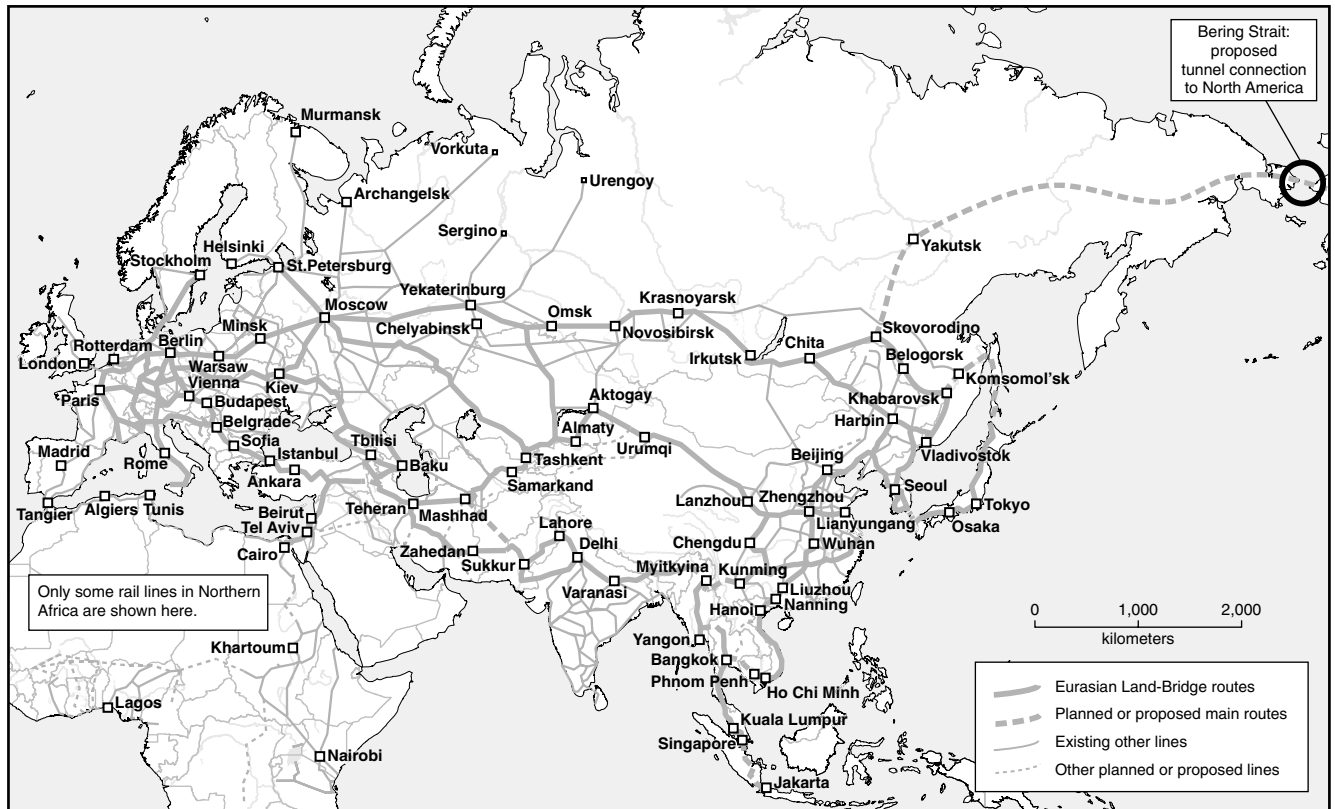 Bering Strait:
proposed
tunnel connection
to North America
Murmansk
Vorkuta
Urengoy
Archangelsk
Sergino
Yakutsk
Helsinki
Stockholm
St.Petersburg
Yekaterinburg
Krasnoyarsk
Moscow
Omsk
Chelyabinsk
Novosibirsk
Skovorodino
Minsk
Chita
Rotterdam
Berlin
Irkutsk
Belogorsk
London
Warsaw
Komsomol'sk
Vienna
Kiev
Paris
Budapest
Aktogay
Khabarovsk
Belgrade
Almaty
Harbin
Sofia
Tbilisi
Madrid
Istanbul
Urumqi
Beijing
Vladivostok
Rome
Baku
Tashkent
Ankara
Samarkand
Seoul
Tangier
Algiers
Tunis
Beirut
Teheran
Mashhad
Lanzhou
Zhengzhou
Tokyo
Tel Aviv
Lahore
Lianyungang
Osaka
Cairo
Zahedan
Delhi
Chengdu
Wuhan
Sukkur
Myitkyina
Kunming
Varanasi
Liuzhou
Hanoi
Nanning
Only some rail lines in Northern
Africa are shown here.
0 1,000 2,000
kilometers
Khartoum
Yangon
Bangkok
Phnom Penh
Ho Chi Minh
Lagos
Kuala Lumpur
Singapore
Nairobi
Jakarta
Eurasian Land-Bridge routes
Planned or proposed main routes
Existing other lines
Other planned or proposed lines